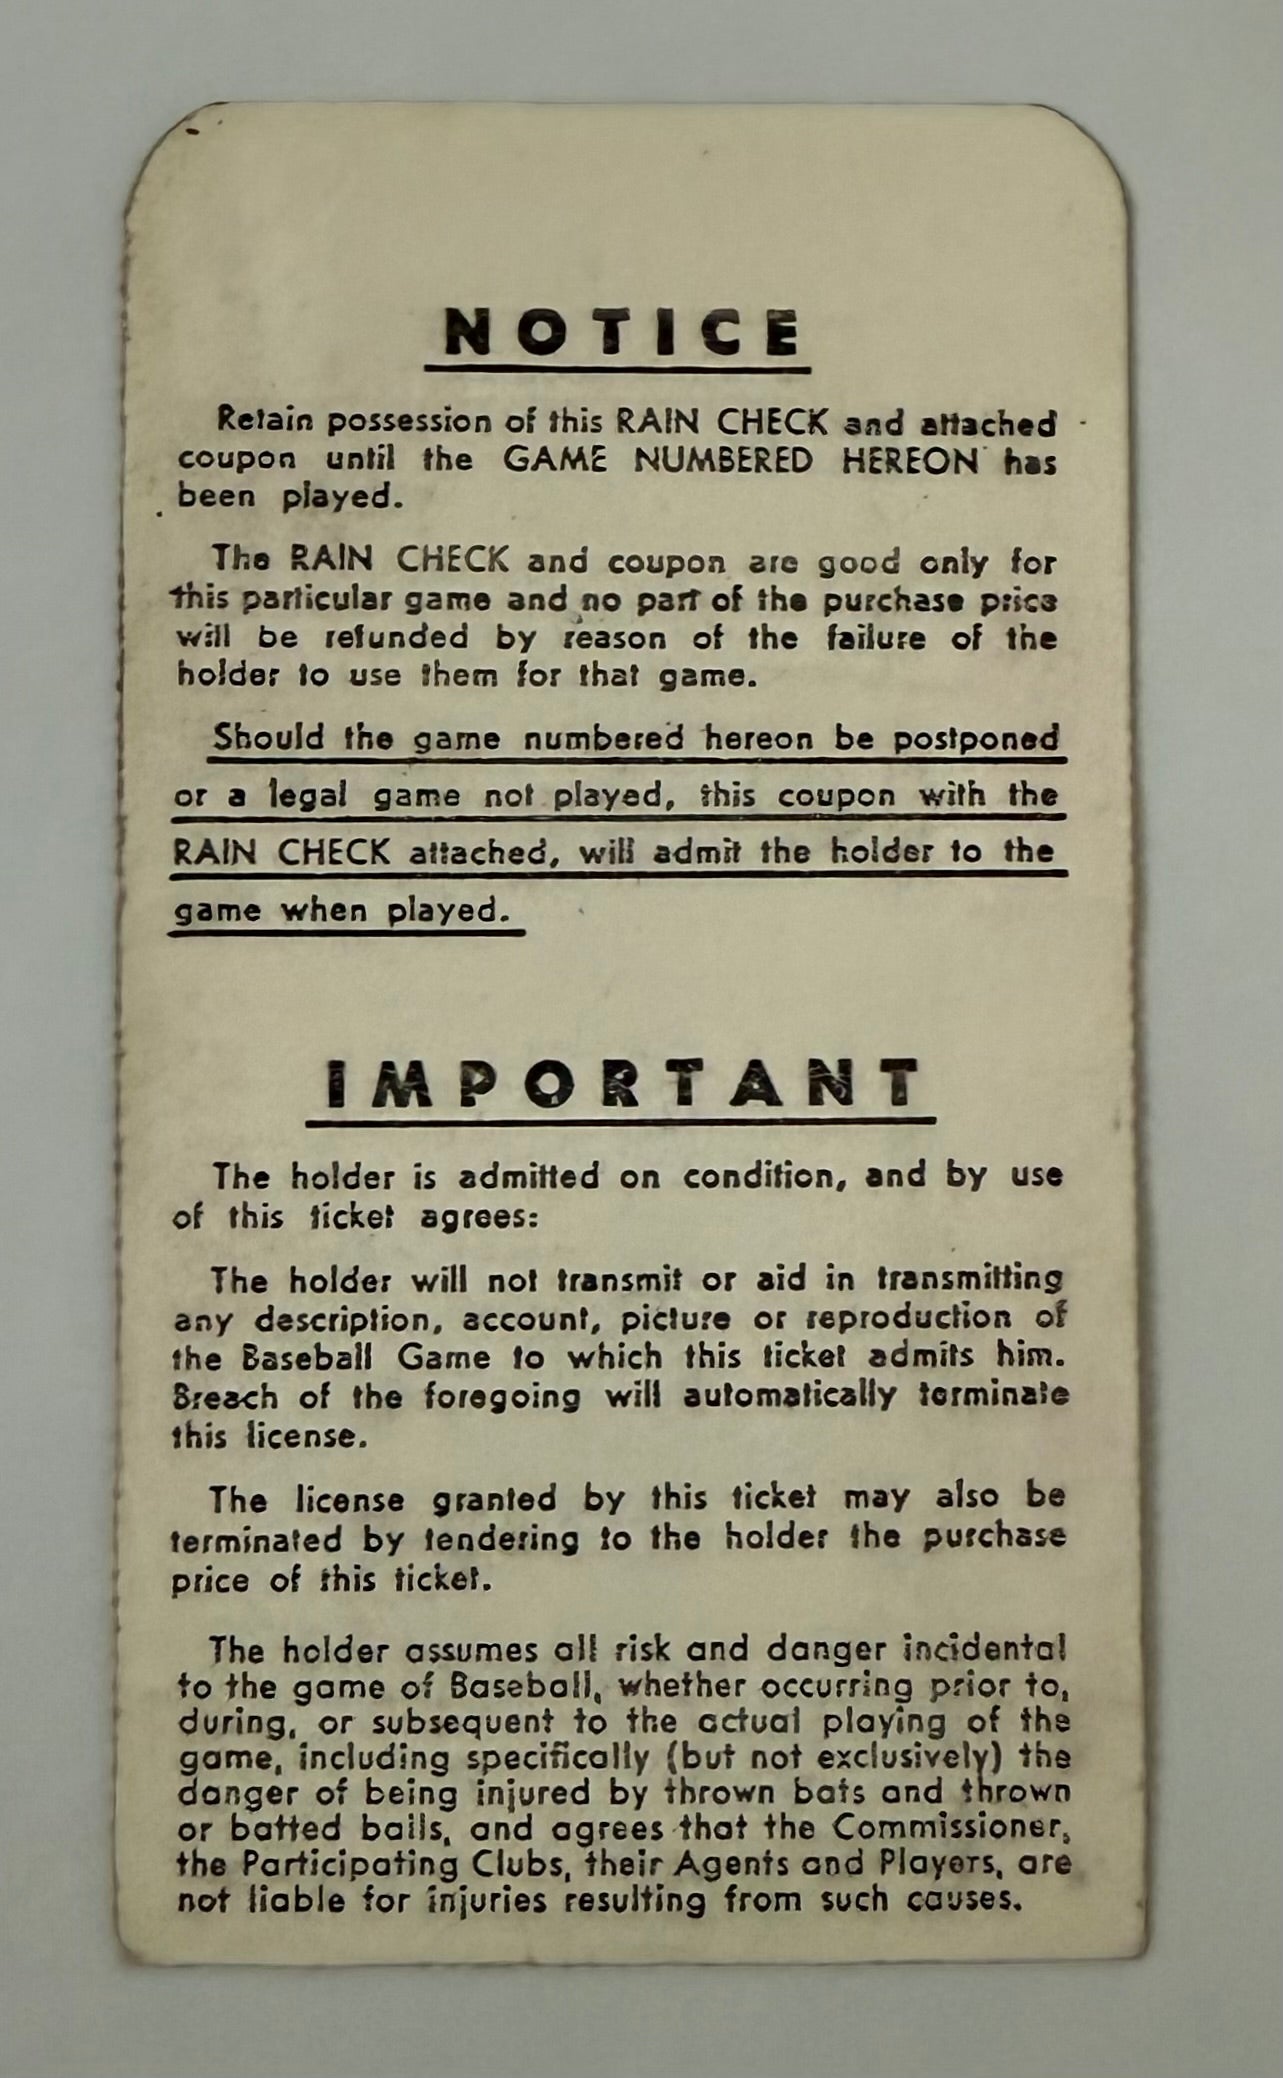 NOTICE
Retain possession of this RAIN CHECK and attached
coupon until the GAME NUMBERED HEREON has
been played.
The RAIN CHECK and coupon are good only for
this particular game and no part of the purchase price
will be refunded by reason of the failure of the
holder to use them for that game.
Should the game numbered hereon be postponed
or a legal game not played, this coupon with the
RAIN CHECK attached, will admit the holder to the
game when played.
IMPORTANT
The holder is admitted on condition, and by use
of this ticket agrees:
The holder will not transmit or aid in transmitting
any description, account, picture or reproduction of
the Baseball Game to which this ticket admits him.
Breach of the foregoing will automatically terminate
this license.
The license granted by this ticket may also be
terminated by tendering to the holder the purchase
price of this ticket.
The holder assumes all risk and danger incidental
to the game of Baseball, whether occurring prior to,
during, or subsequent to the actual playing of the
game, including specifically (but not exclusively) the
danger of being injured by thrown bats and thrown
or batted balls, and agrees that the Commissioner,
the Participating Clubs, their Agents and Players, are
not liable for injuries resulting from such causes.